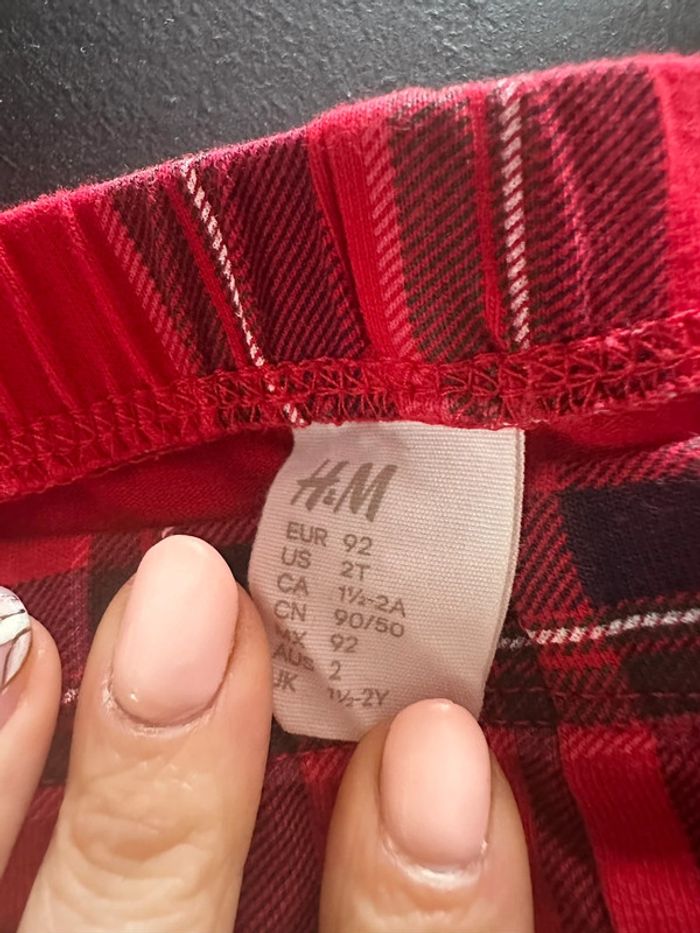 H&M
EUR 92
US 2T
CA 1½-2A
CN 90/50
MX 92
AUS 2
UK 1½-2Y